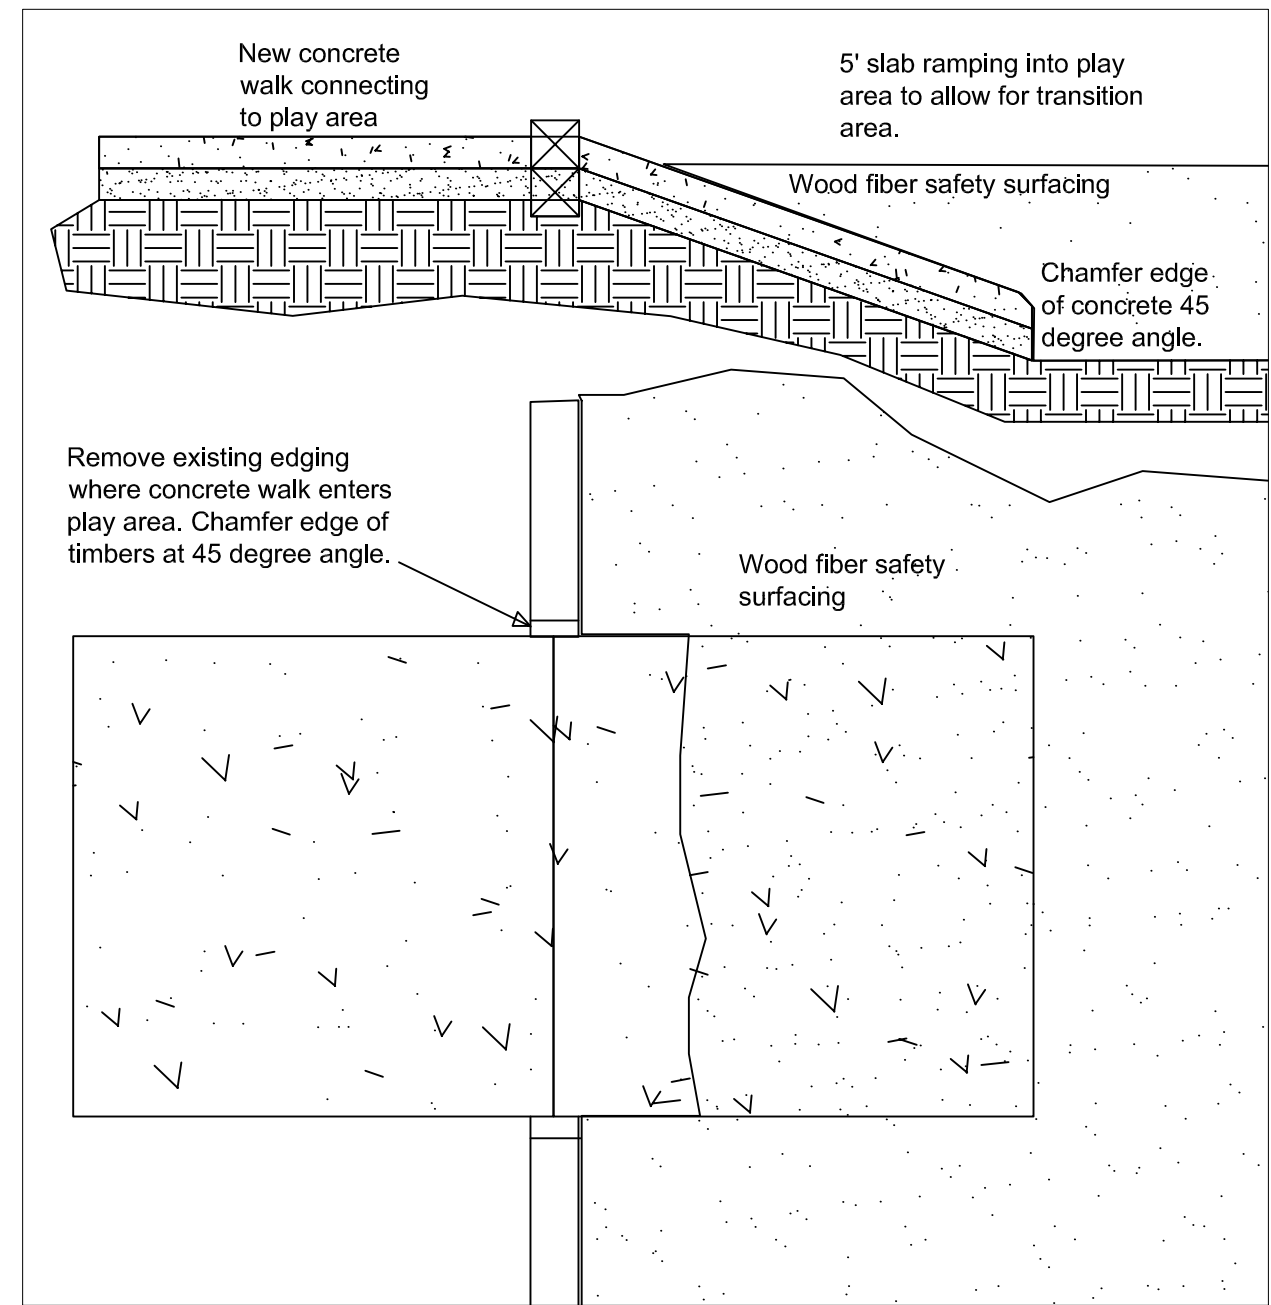 New concrete
walk connecting
to play area
5' slab ramping into play
area to allow for transition
area.
Wood fiber safety surfacing
Chamfer edge
of concrete 45
degree angle.
Remove existing edging
where concrete walk enters
play area. Chamfer edge of
timbers at 45 degree angle.
Wood fiber safety
surfacing